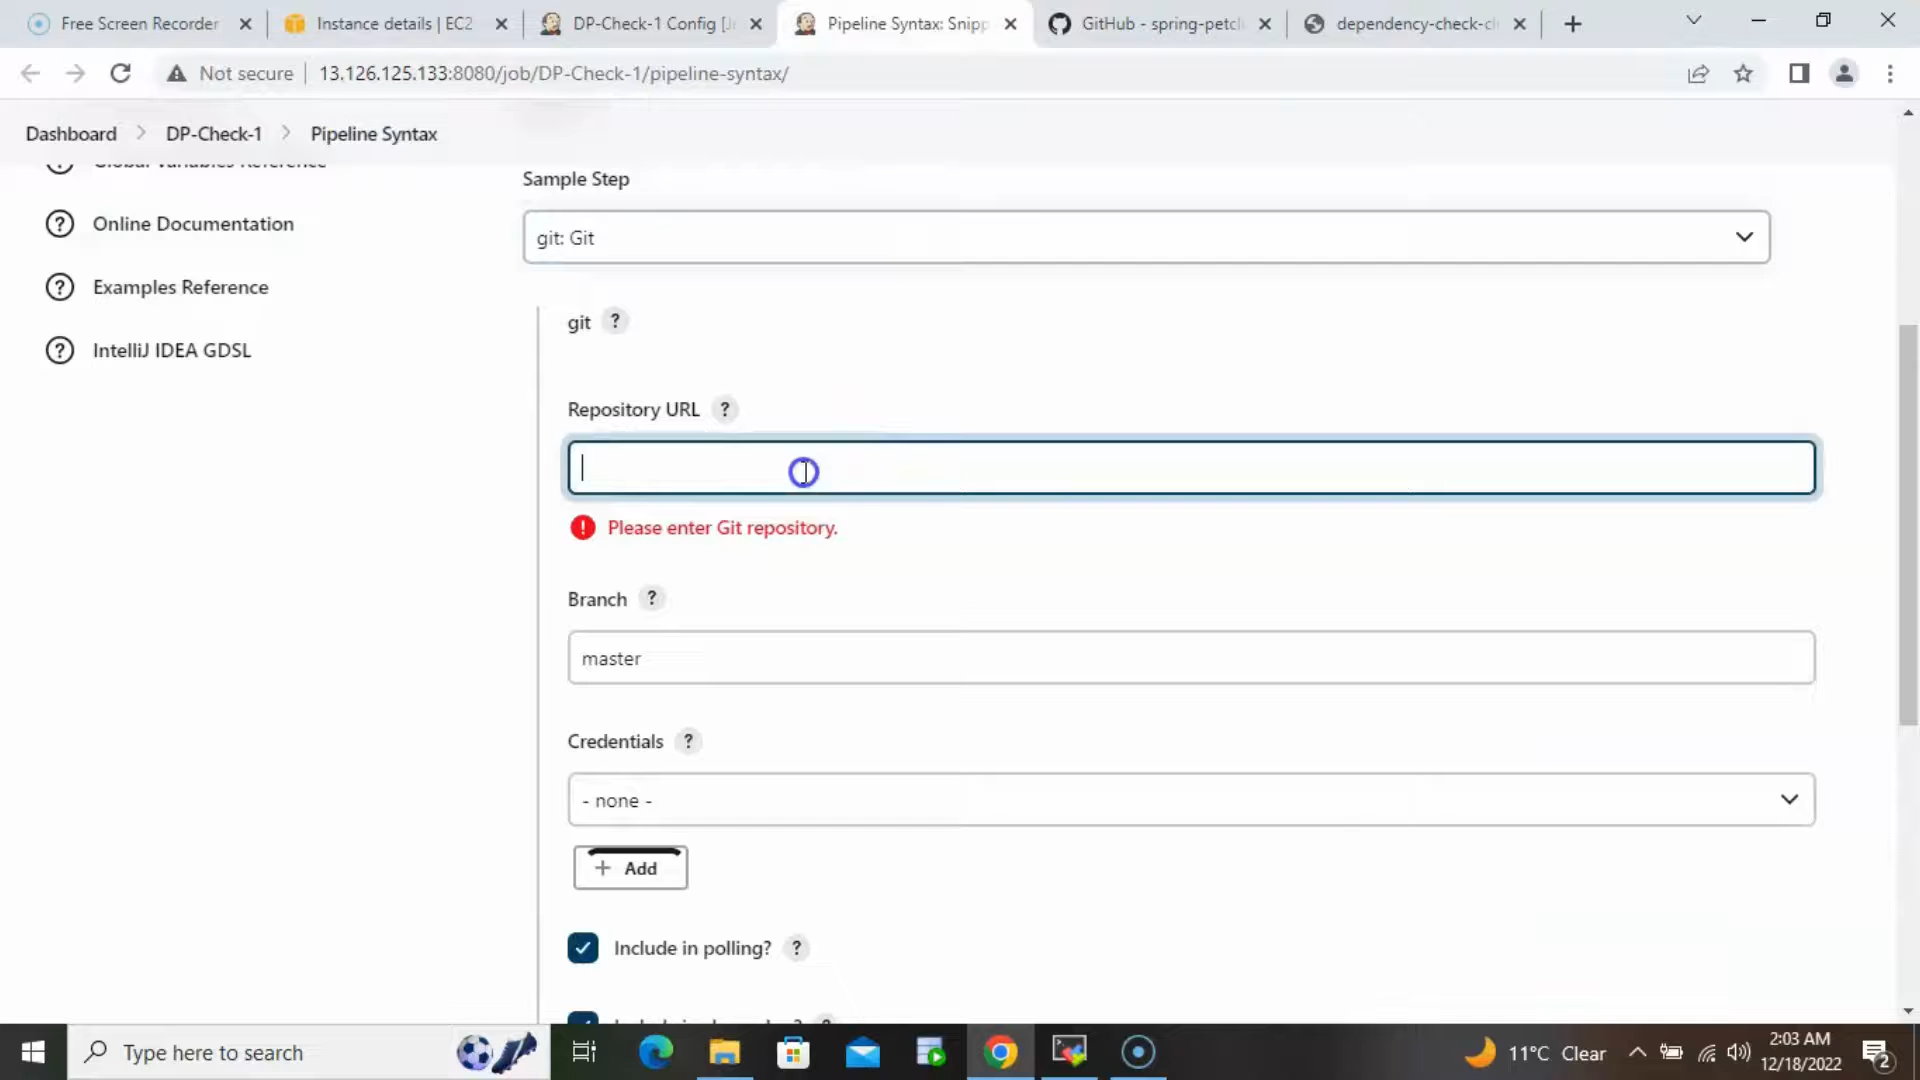 Free Screen Recorder
Instance details | EC2
DP-Check-1 Config [J
Pipeline Syntax: Snipp
GitHub - spring-petcl
dependency-check-cl
Not secure
13.126.125.133:8080/job/DP-Check-1/pipeline-syntax/
Dashboard
DP-Check-1
Pipeline Syntax
Global Variables Reference
Online Documentation
Examples Reference
IntelliJ IDEA GDSL
Sample Step
git: Git
git ?
Repository URL ?
Please enter Git repository.
Branch ?
master
Credentials ?
- none -
+ Add
Include in polling? ?
Type here to search
11°C Clear
2:03 AM
12/18/2022
2